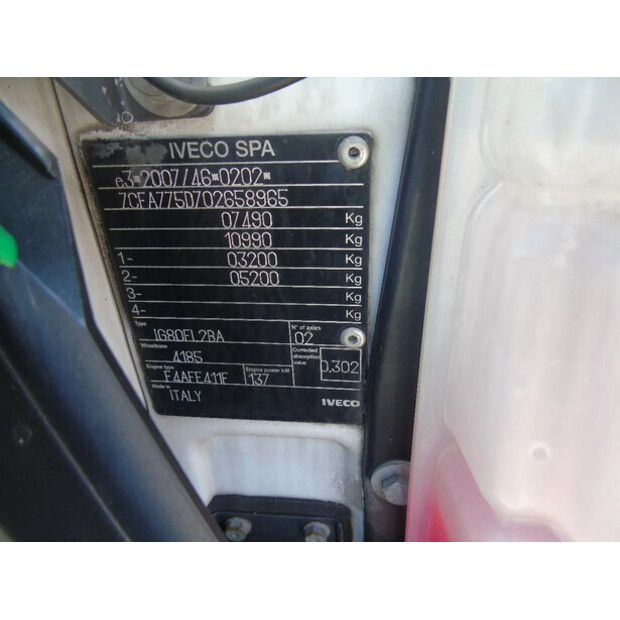 IVECO SPA
e3*2007/46*0202*
ZCFA775D702658965
07490 Kg
10990 Kg
1- 03200 Kg
2- 05200 Kg
3- Kg
4- Kg
Type IG80EL2BA N° of axles 02
Wheelbase 4185 Corrected absorption value 0.302
Engine type F4AFE411F Engine power kW 137
Made in ITALY IVECO